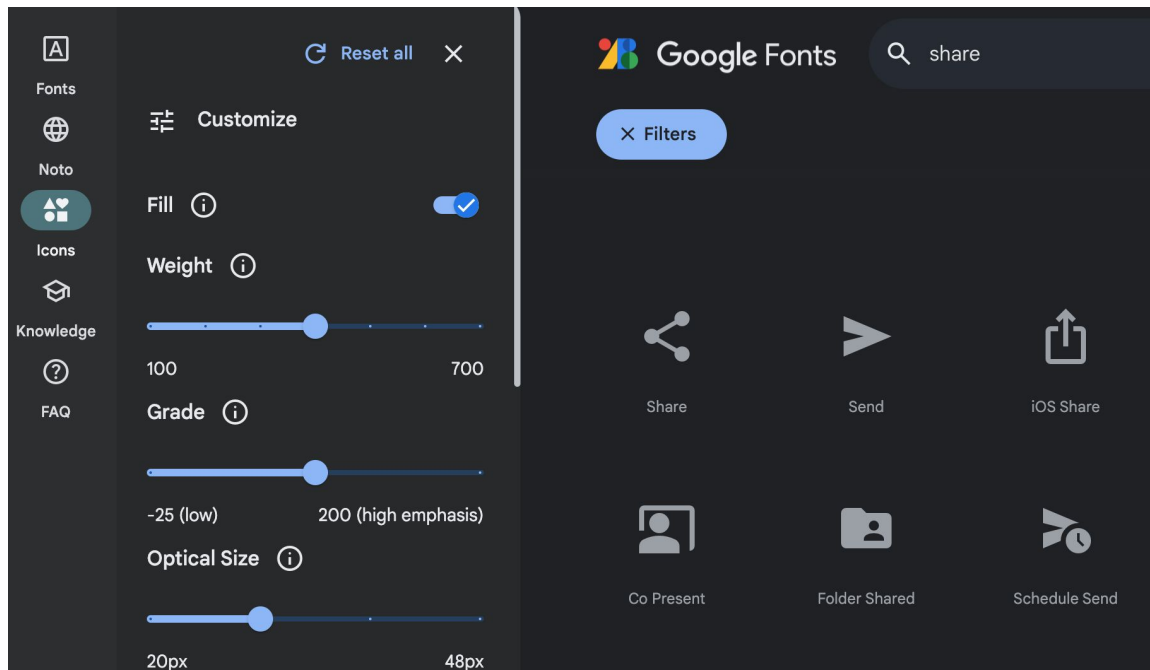 Fonts
Noto
Icons
Knowledge
FAQ
Reset all
Customize
Fill
Weight
100 700
Grade
-25 (low) 200 (high emphasis)
Optical Size
20px 48px
Google Fonts
share
Filters
Share Send iOS Share
Co Present Folder Shared Schedule Send